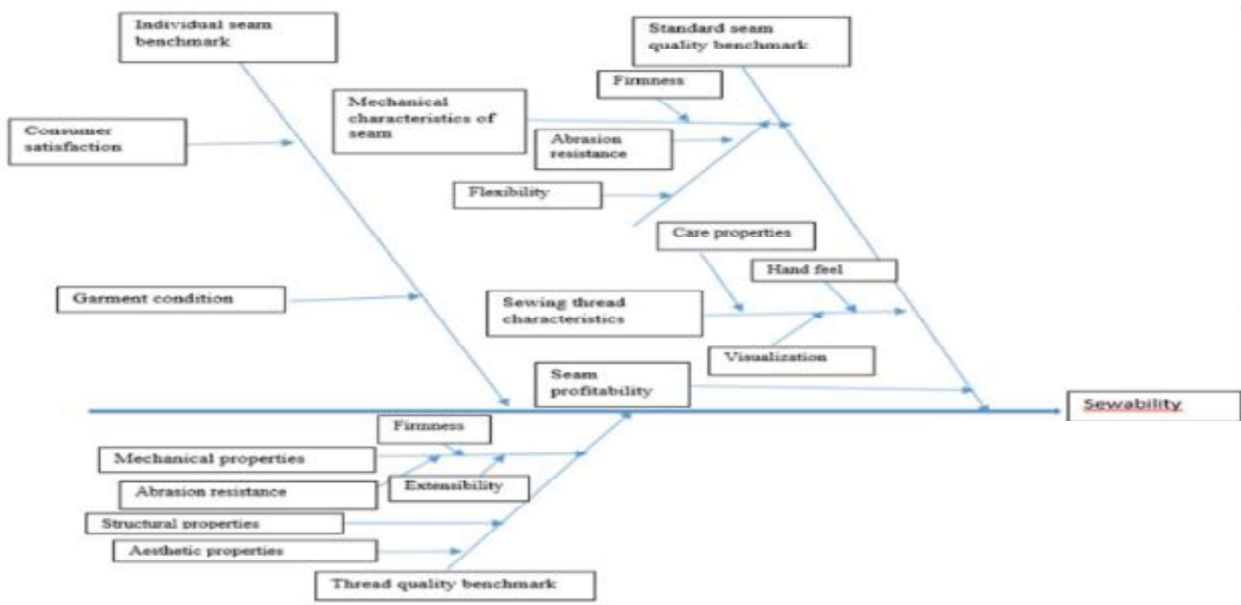 Individual seam
benchmark
Standard seam
quality benchmark
Firmness
Mechanical
characteristics of
seam
Consumer
satisfaction
Abrasion
resistance
Flexibility
Care properties
Hand feel
Garment condition
Sewing thread
characteristics
Visualization
Seam
profitability
Sewability
Firmness
Mechanical properties
Extensibility
Abrasion resistance
Structural properties
Aesthetic properties
Thread quality benchmark